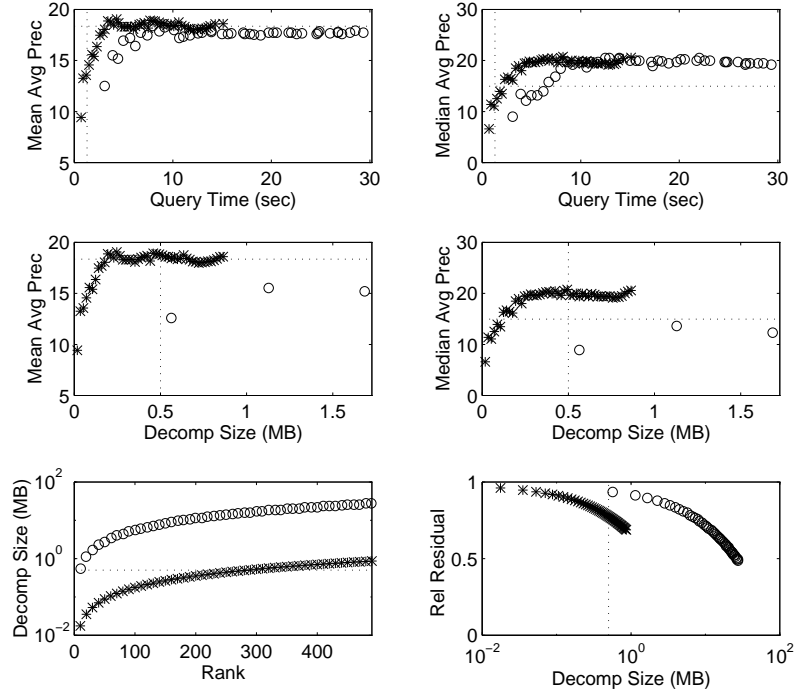 20
15
10
5
Mean Avg Prec
0 10 20 30
Query Time (sec)
30
20
10
0
Median Avg Prec
0 10 20 30
Query Time (sec)
20
15
10
5
Mean Avg Prec
0 0.5 1 1.5
Decomp Size (MB)
30
20
10
0
Median Avg Prec
0 0.5 1 1.5
Decomp Size (MB)
10^2
10^0
10^-2
Decomp Size (MB)
0 100 200 300 400
Rank
1
0.5
0
Rel Residual
10^-2 10^0 10^2
Decomp Size (MB)